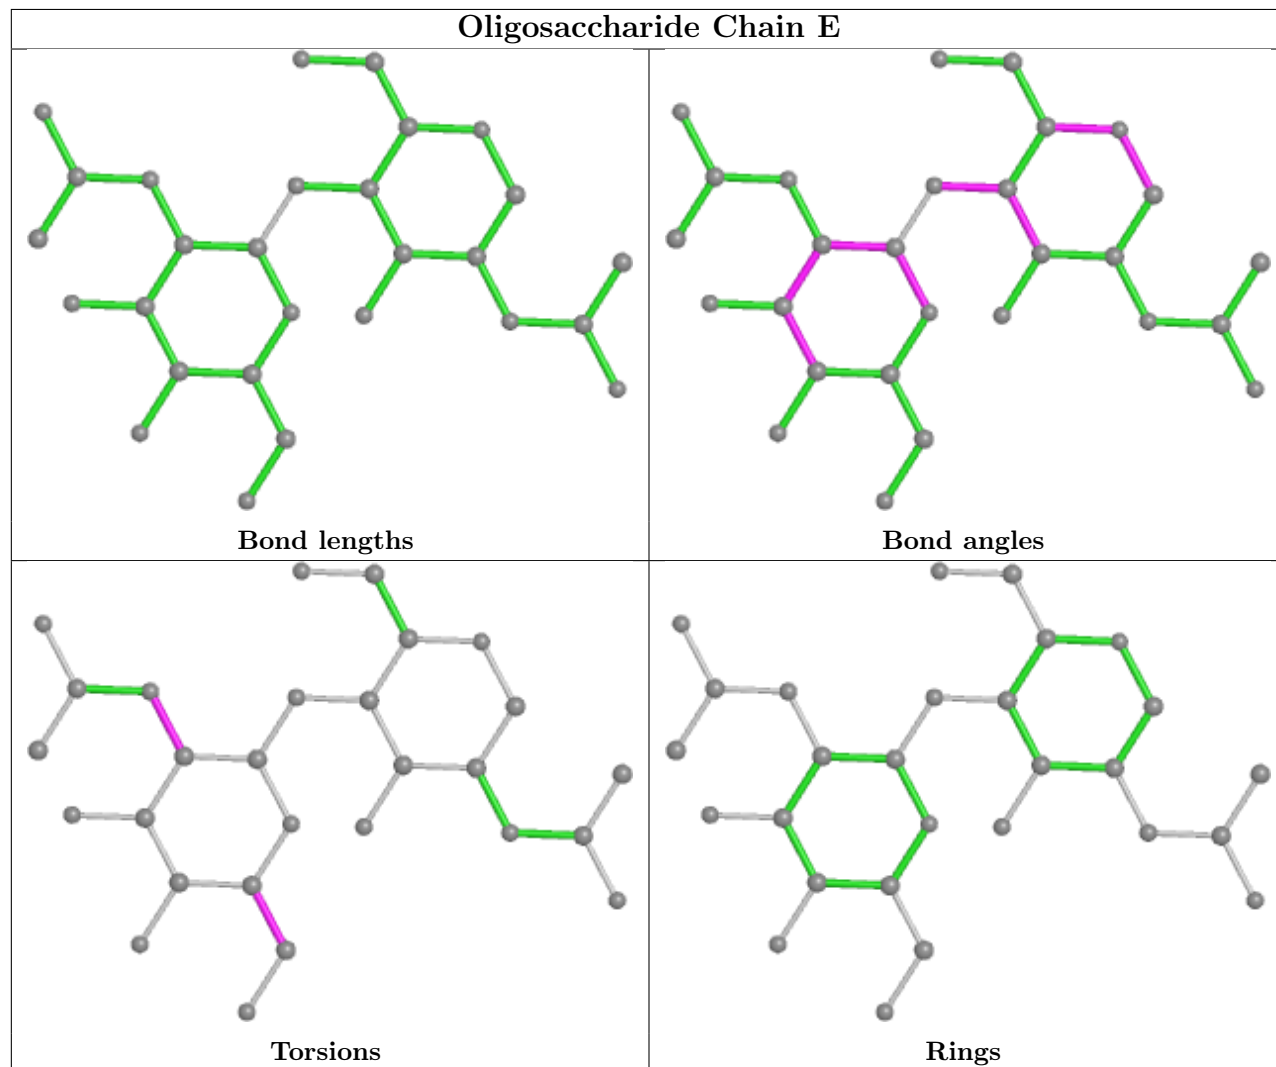 Oligosaccharide Chain E
Bond lengths
Bond angles
Torsions
Rings